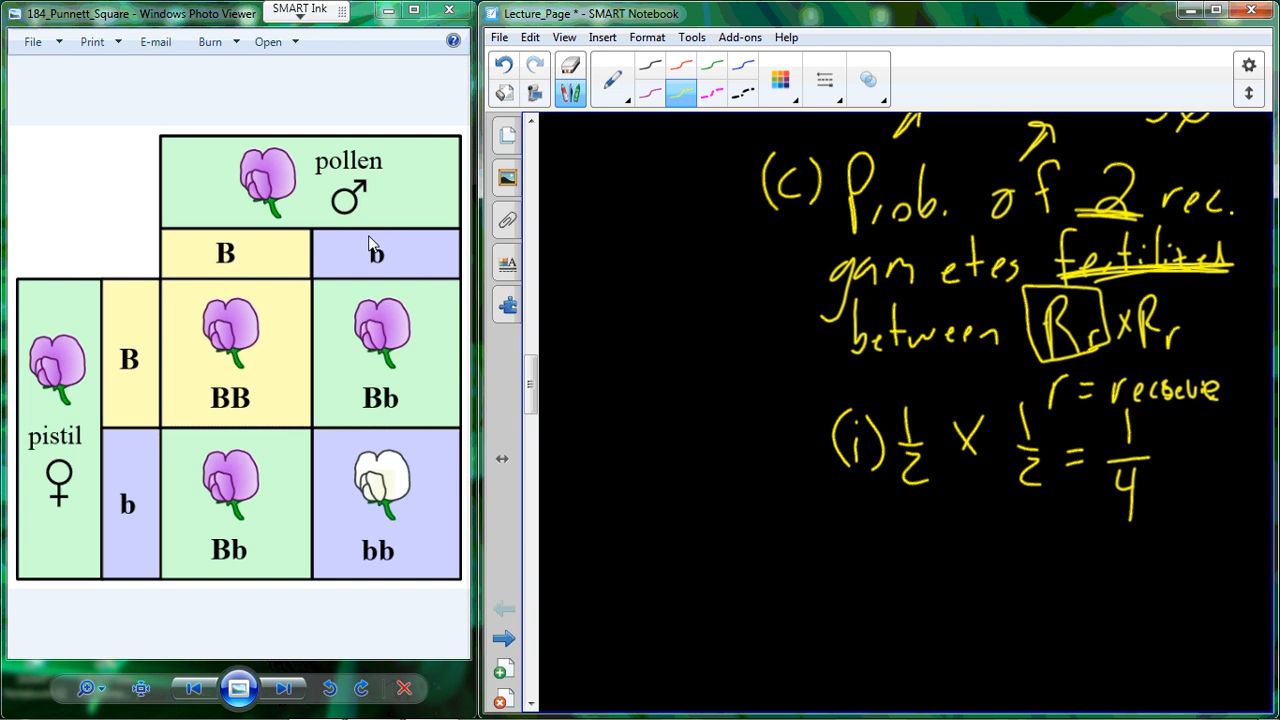 184_Punnett_Square - Windows Photo Viewer
SMART Ink
File Print E-mail Burn Open
pollen
♂
B b
pistil
♀
B
BB Bb
b
Bb bb
Lecture_Page * - SMART Notebook
File Edit View Insert Format Tools Add-ons Help
(c) Prob. of 2 rec.
gametes fertilized
between Rr x Rr
r = recessive
(i) 1/2 X 1/2 = 1/4